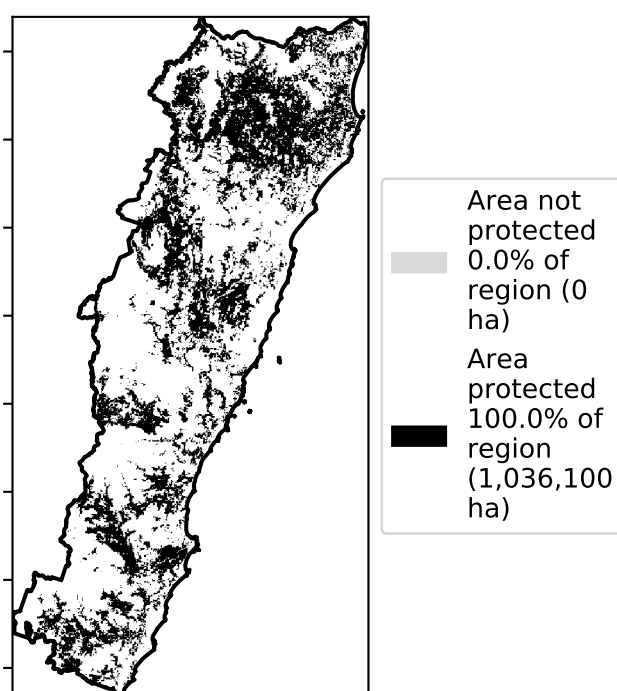 Area not
protected
0.0% of
region (0
ha)
Area
protected
100.0% of
region
(1,036,100
ha)